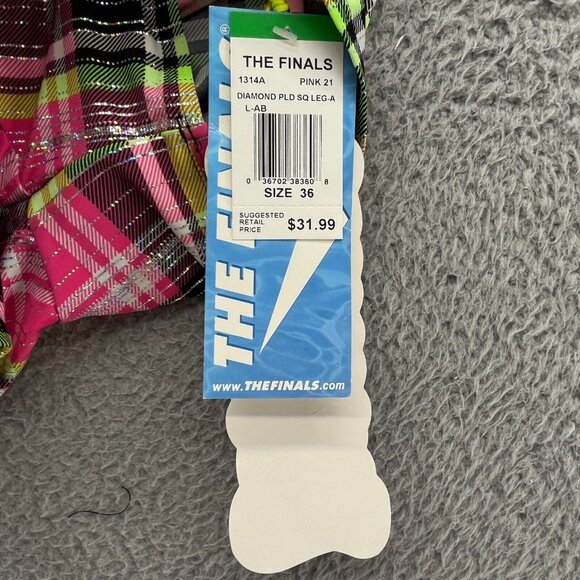 THE FINALS
1314A PINK 21
DIAMOND PLD SQ LEG-A
L-AB
0 36702 38360 8
SIZE 36
SUGGESTED
RETAIL
PRICE $31.99
THE FINALS®
www.THEFINALS.com